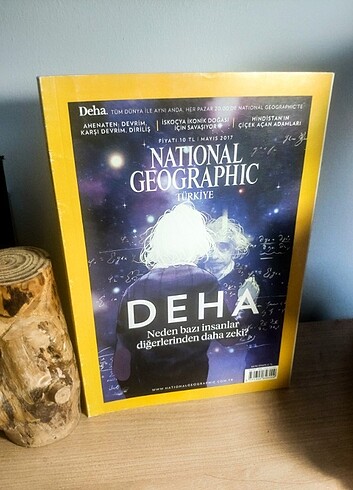 Deha. TÜM DÜNYA İLE AYNI ANDA, HER PAZAR 20.00'DE NATIONAL GEOGRAPHIC'TE
AMENATEN: DEVRİM,
KARŞI DEVRİM, DİRİLİŞ
İSKOÇYA İKONİK DOĞASI
İÇİN SAVAŞIYOR
HİNDİSTAN'IN
ÇİÇEK AÇAN ADAMLARI
FİYATI 10 TL | MAYIS 2017
NATIONAL
GEOGRAPHIC
TÜRKİYE
DEHA
Neden bazı insanlar
diğerlerinden daha zeki?
WWW.NATIONALGEOGRAPHIC.COM.TR